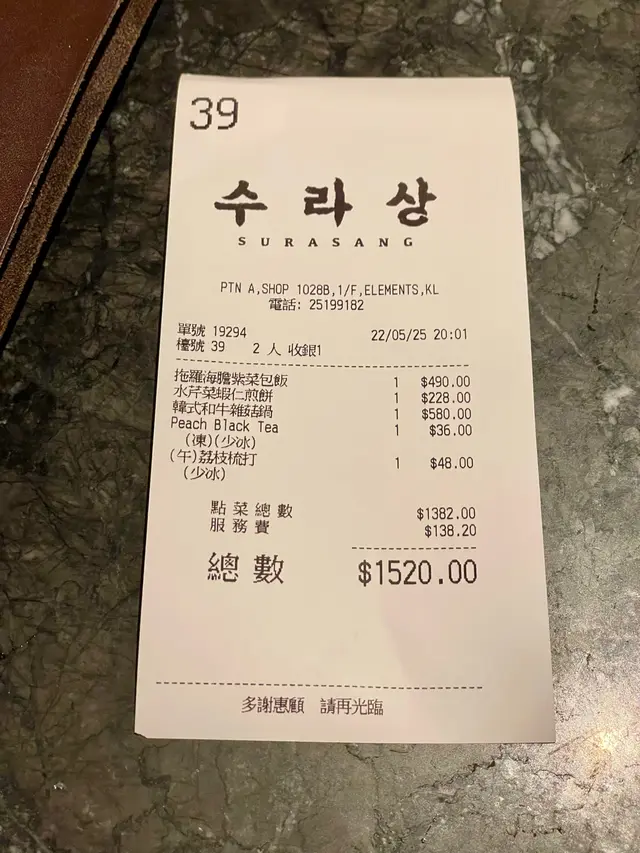 39
수라상
SURASANG
PTN A,SHOP 1028B,1/F,ELEMENTS,KL
電話: 25199182
單號 19294 22/05/25 20:01
檯號 39 2 人 收銀1
拖羅海膽紫菜包飯 1 $490.00
水芹菜蝦仁煎餅 1 $228.00
韓式和牛雜菇鍋 1 $580.00
Peach Black Tea 1 $36.00
(凍)(少冰)
(午)荔枝梳打 1 $48.00
(少冰)
點菜總數 $1382.00
服務費 $138.20
總數 $1520.00
多謝惠顧 請再光臨